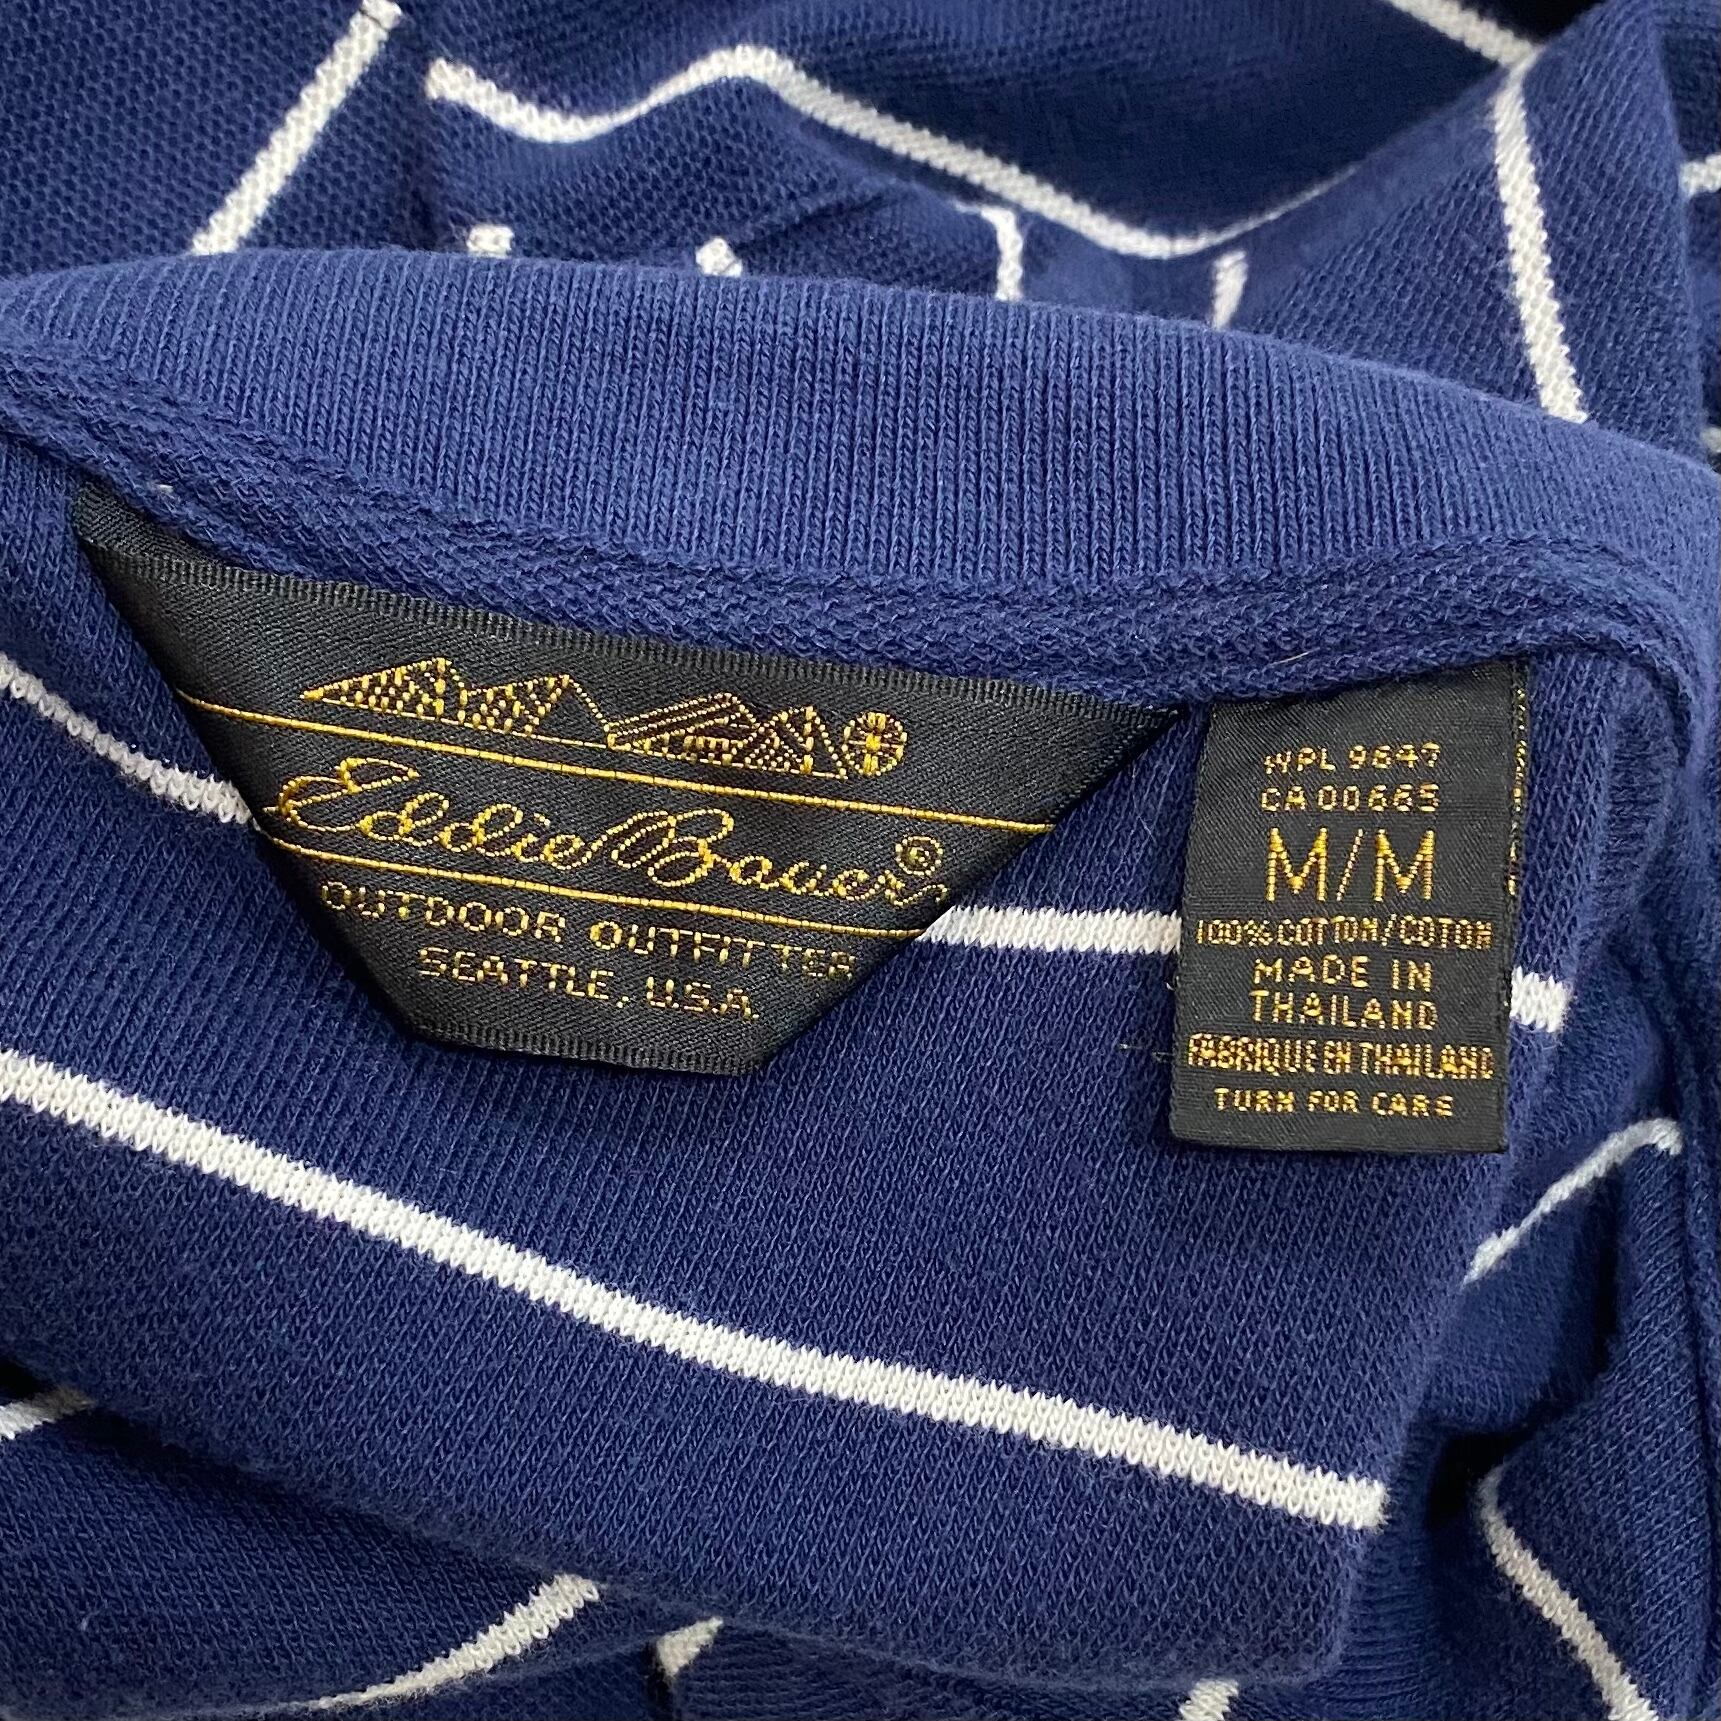 Eddie Bauer ©
OUTDOOR OUTFITTER
SEATTLE, U.S.A.
WPL 9647
CA 00665
M/M
100% COTTON/COTON
MADE IN
THAILAND
FABRIQUE EN THAILAND
TURN FOR CARE